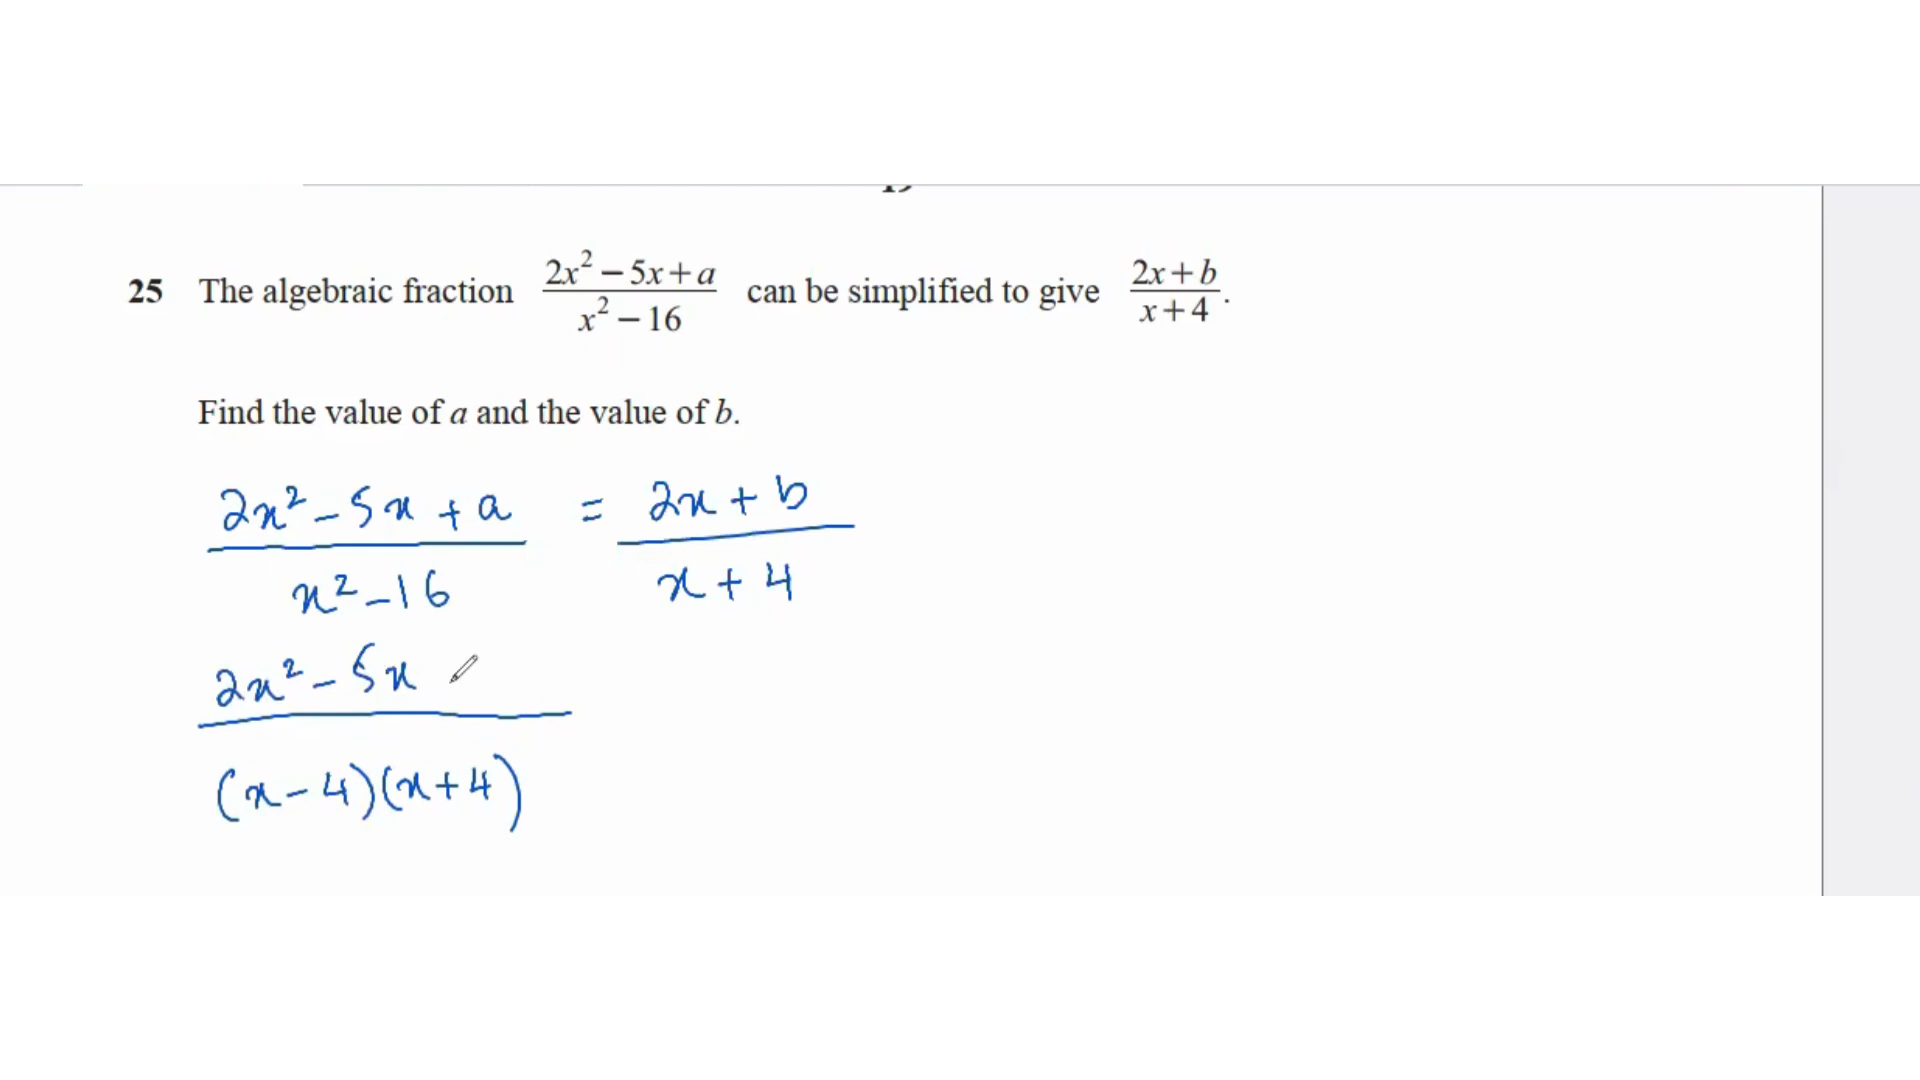 25 The algebraic fraction (2x² − 5x + a)/(x² − 16) can be simplified to give (2x + b)/(x + 4).
Find the value of a and the value of b.
(2x² − 5x + a)/(x² − 16) = (2x + b)/(x + 4)
(2x² − 5x)/((x − 4)(x + 4))